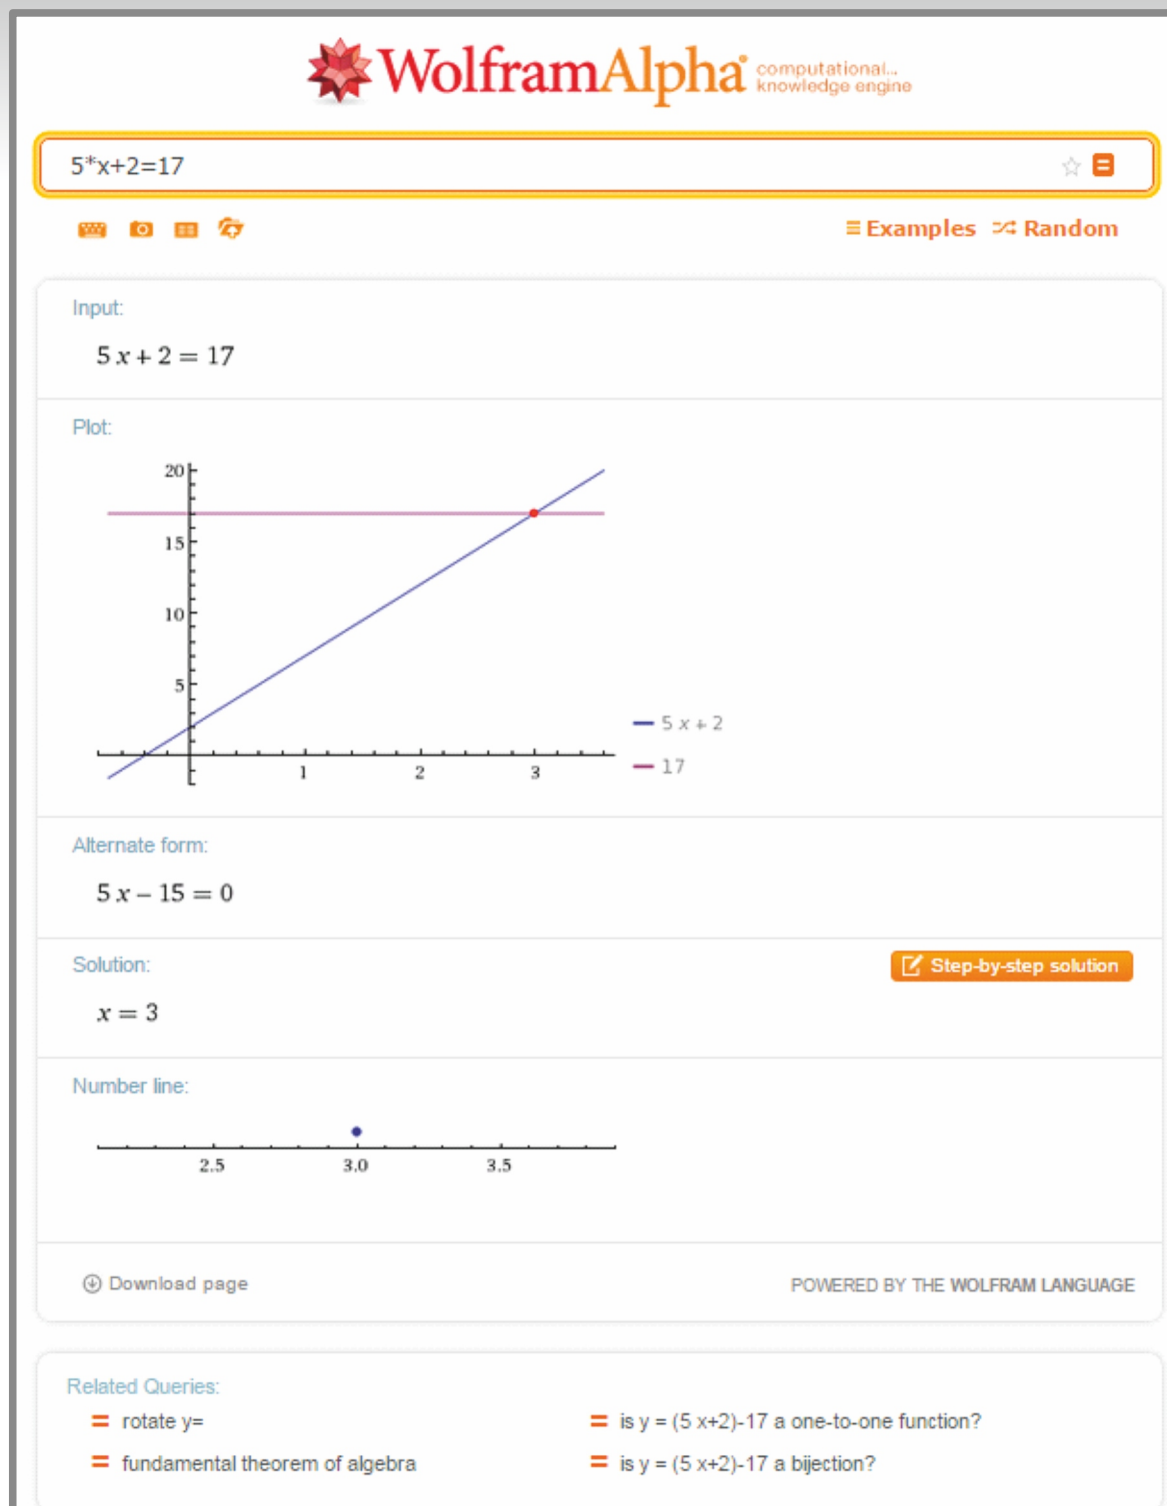 WolframAlpha computational... knowledge engine
5*x+2=17
Examples Random
Input:
5 x + 2 = 17
Plot:
20
15
10
5
1 2 3
5 x + 2
17
Alternate form:
5 x – 15 = 0
Solution:
Step-by-step solution
x = 3
Number line:
2.5 3.0 3.5
Download page
POWERED BY THE WOLFRAM LANGUAGE
Related Queries:
= rotate y=
= is y = (5 x+2)-17 a one-to-one function?
= fundamental theorem of algebra
= is y = (5 x+2)-17 a bijection?